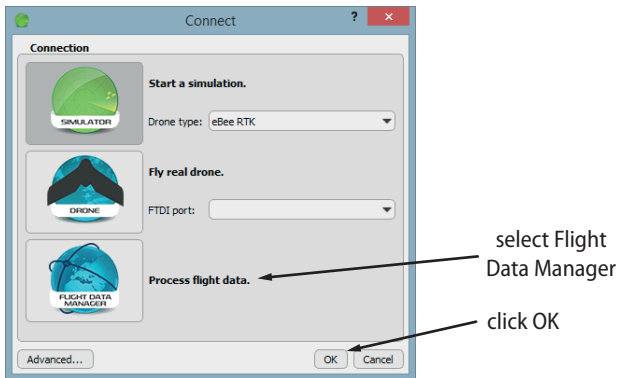 Connect
?
×
Connection
SIMULATOR
Start a simulation.
Drone type: eBee RTK
DRONE
Fly real drone.
FTDI port:
FLIGHT DATA
MANAGER
Process flight data.
select Flight
Data Manager
click OK
Advanced...
OK
Cancel